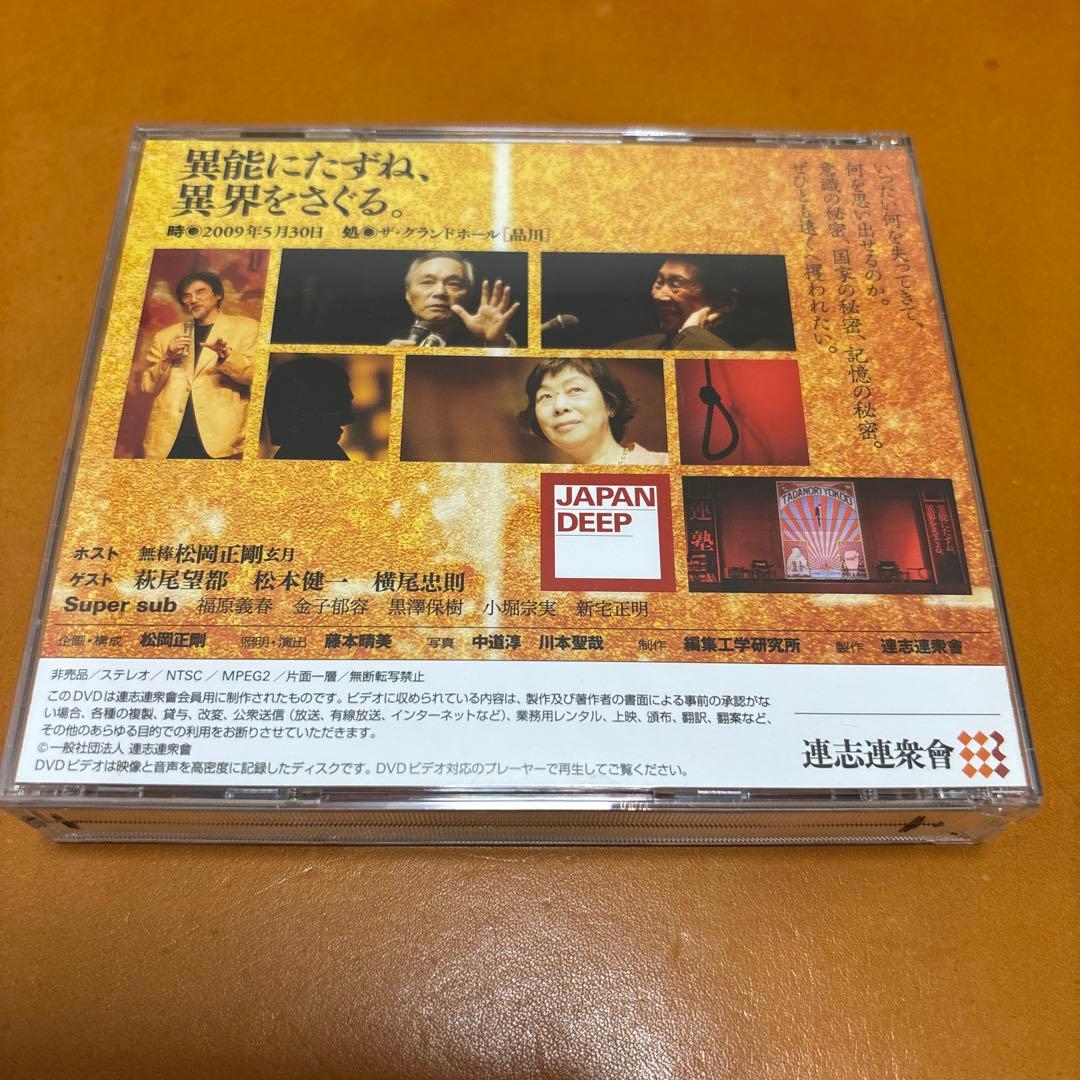 異能にたずね、
異界をさぐる。
時◉2009年5月30日 処◉ザ・グランドホール[品川]
いったい何を失ってきて、
何を思い出せるのか。
意識の秘密、国家の秘密、記憶の秘密。
ぜひとも遠くへ攫われたい。
JAPAN
DEEP
TADANORI YOKOO
連塾
異能にたずね、
異界をさぐる。
ホスト 無棒松岡正剛玄月
ゲスト 萩尾望都 松本健一 横尾忠則
Super sub 福原義春 金子郁容 黒澤保樹 小堀宗実 新宅正明
企画・構成 松岡正剛 照明・演出 藤本晴美 写真 中道淳 川本聖哉 制作 編集工学研究所 製作 連志連衆會
非売品/ステレオ/NTSC/MPEG2/片面一層/無断転写禁止
このDVDは連志連衆會会員用に制作されたものです。ビデオに収められている内容は、製作及び著作者の書面による事前の承認がな
い場合、各種の複製、貸与、改変、公衆送信(放送、有線放送、インターネットなど)、業務用レンタル、上映、頒布、翻訳、翻案など、
その他のあらゆる目的での利用をお断りさせていただきます。
©一般社団法人 連志連衆會
DVDビデオは映像と音声を高密度に記録したディスクです。DVDビデオ対応のプレーヤーで再生してご覧ください。
連志連衆會